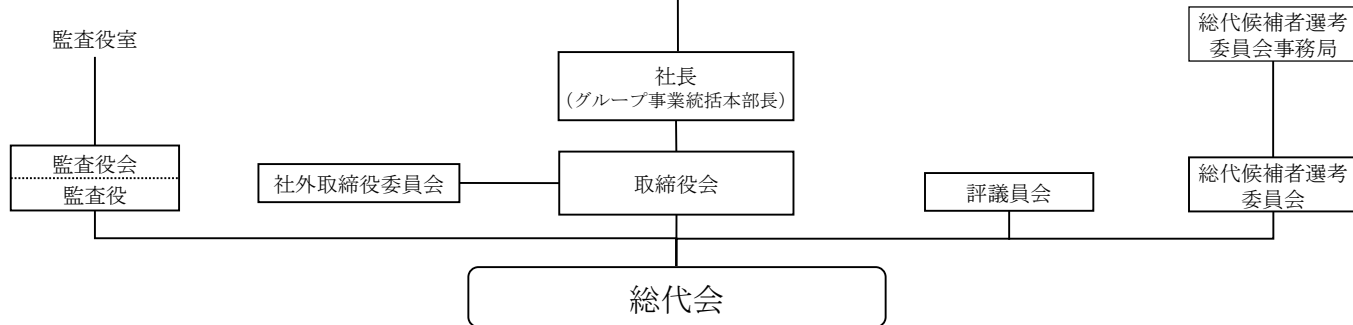 監査役室
総代候補者選考
委員会事務局
社長
(グループ事業統括本部長)
監査役会
監査役
社外取締役委員会
取締役会
評議員会
総代候補者選考
委員会
総代会